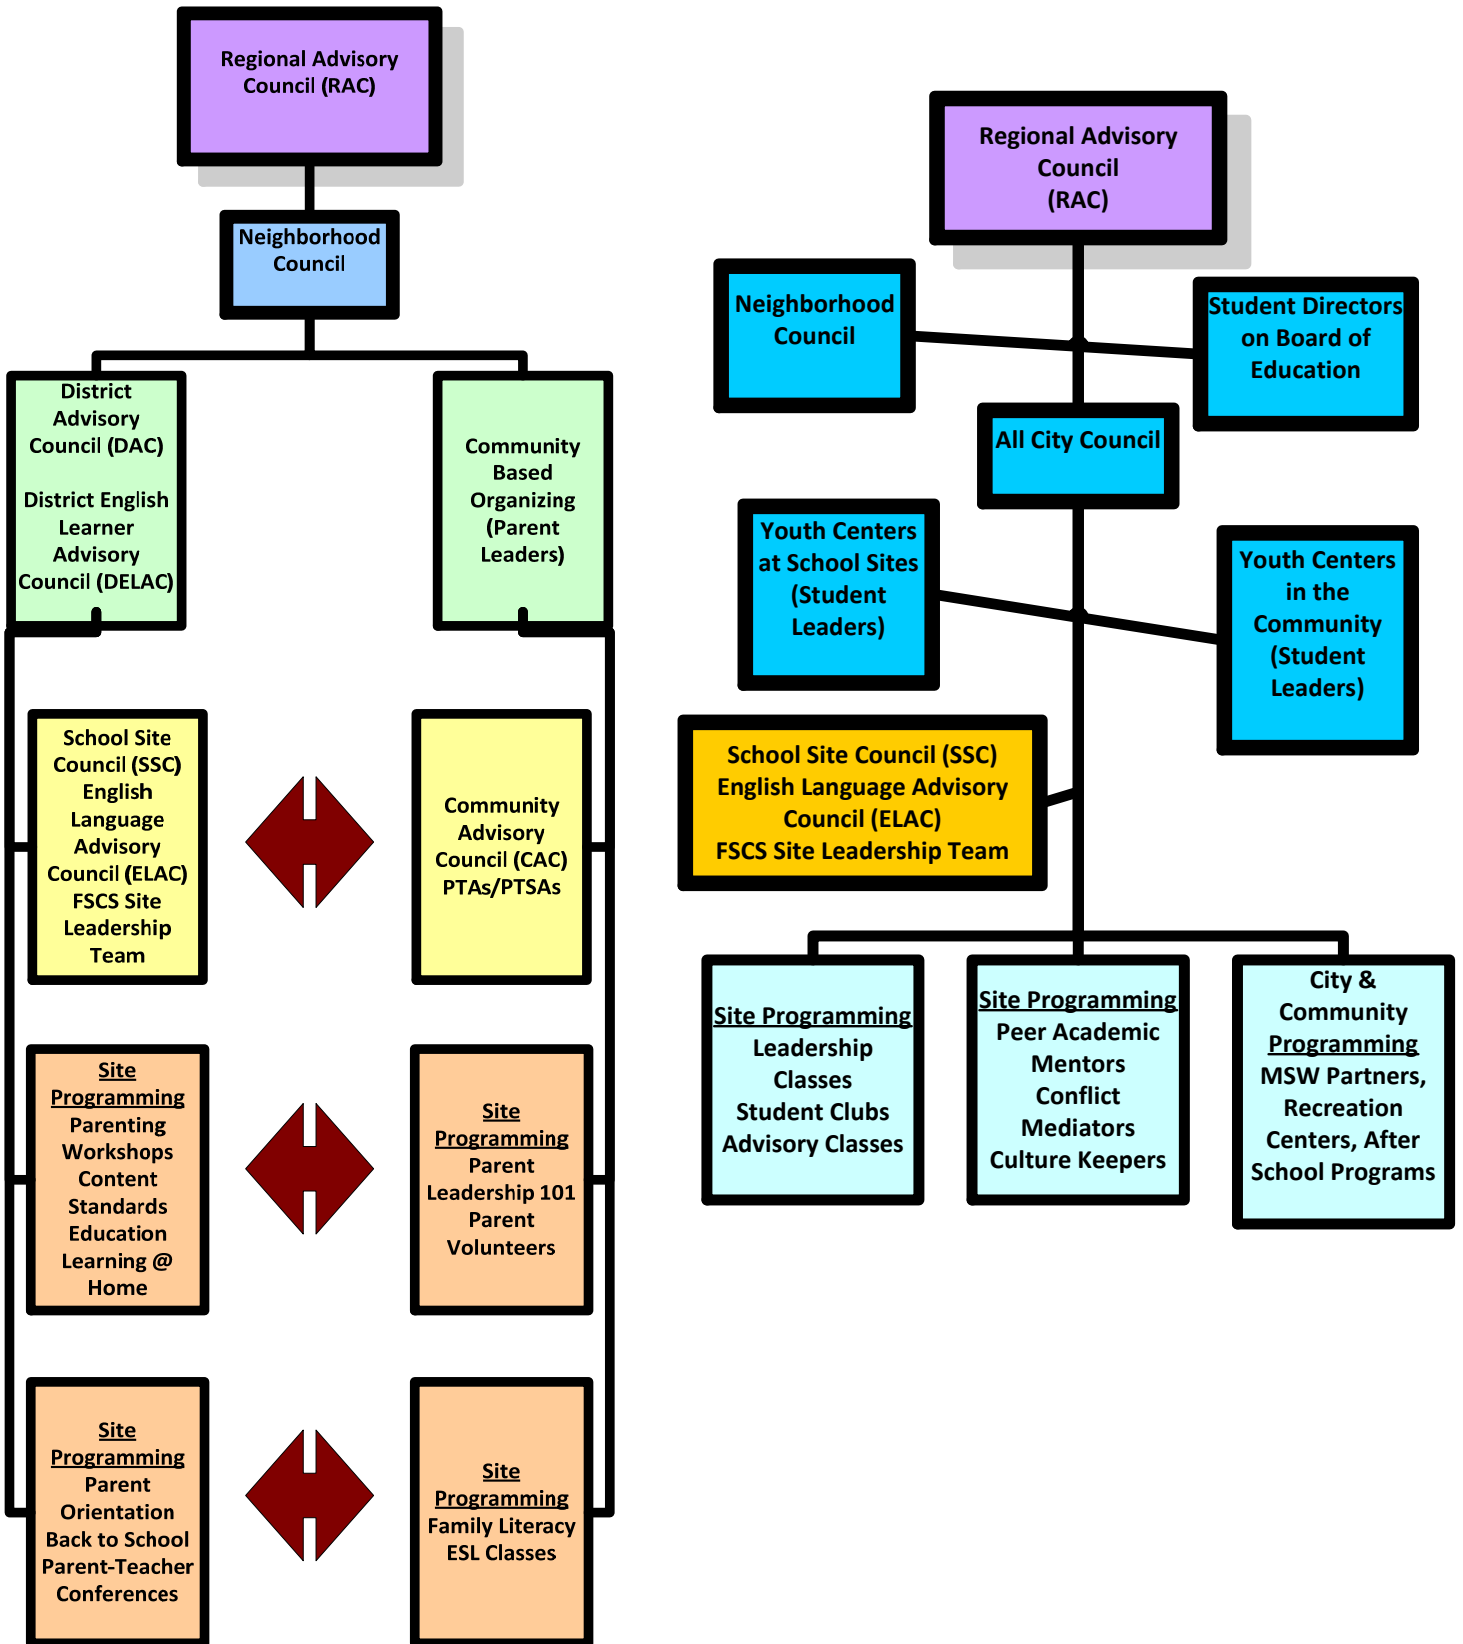 Regional Advisory
Council (RAC)
Neighborhood
Council
District
Advisory
Council (DAC)
District English
Learner
Advisory
Council (DELAC)
Community
Based
Organizing
(Parent
Leaders)
School Site
Council (SSC)
English
Language
Advisory
Council (ELAC)
FSCS Site
Leadership
Team
Community
Advisory
Council (CAC)
PTAs/PTSAs
Site
Programming
Parenting
Workshops
Content
Standards
Education
Learning @
Home
Site
Programming
Parent
Leadership 101
Parent
Volunteers
Site
Programming
Parent
Orientation
Back to School
Parent-Teacher
Conferences
Site
Programming
Family Literacy
ESL Classes
Regional Advisory
Council
(RAC)
Neighborhood
Council
Student Directors
on Board of
Education
All City Council
Youth Centers
at School Sites
(Student
Leaders)
Youth Centers
in the
Community
(Student
Leaders)
School Site Council (SSC)
English Language Advisory
Council (ELAC)
FSCS Site Leadership Team
Site Programming
Leadership
Classes
Student Clubs
Advisory Classes
Site Programming
Peer Academic
Mentors
Conflict
Mediators
Culture Keepers
City &
Community
Programming
MSW Partners,
Recreation
Centers, After
School Programs